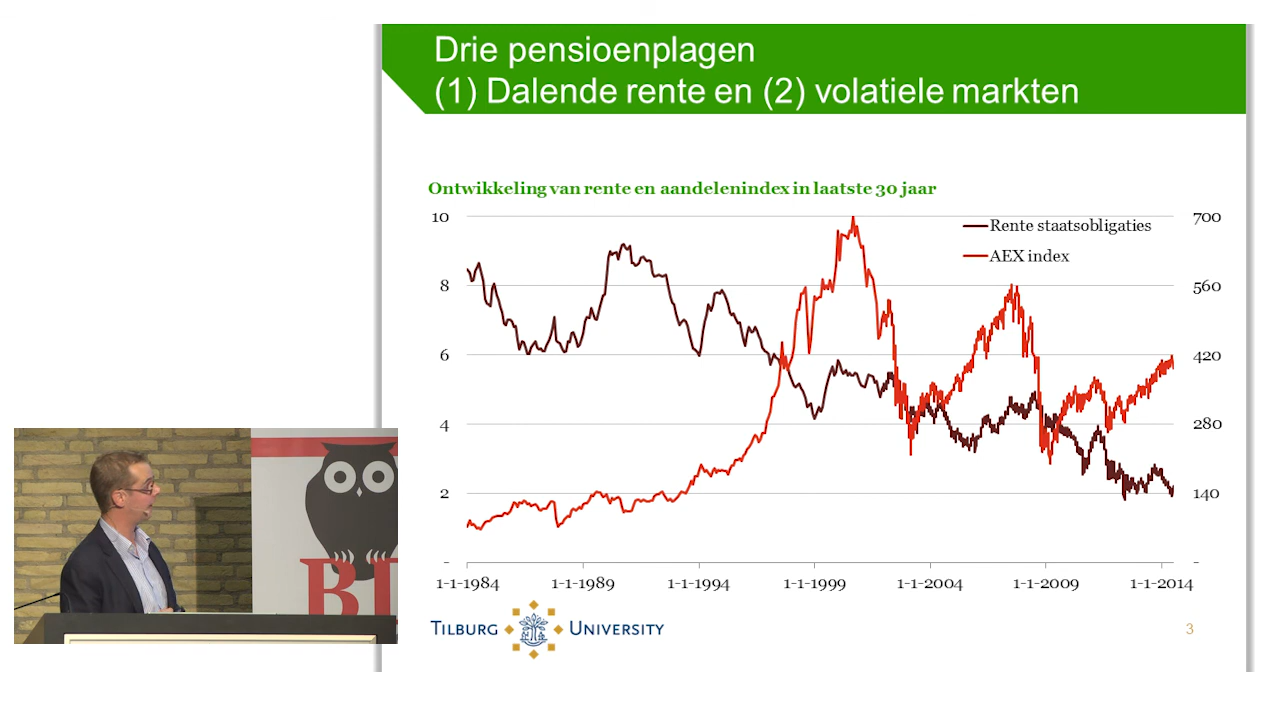 Drie pensioenplagen
(1) Dalende rente en (2) volatiele markten
Ontwikkeling van rente en aandelenindex in laatste 30 jaar
10
8
6
4
2
-
700
560
420
280
140
-
Rente staatsobligaties
AEX index
1-1-1984 1-1-1989 1-1-1994 1-1-1999 1-1-2004 1-1-2009 1-1-2014
TILBURG UNIVERSITY
3